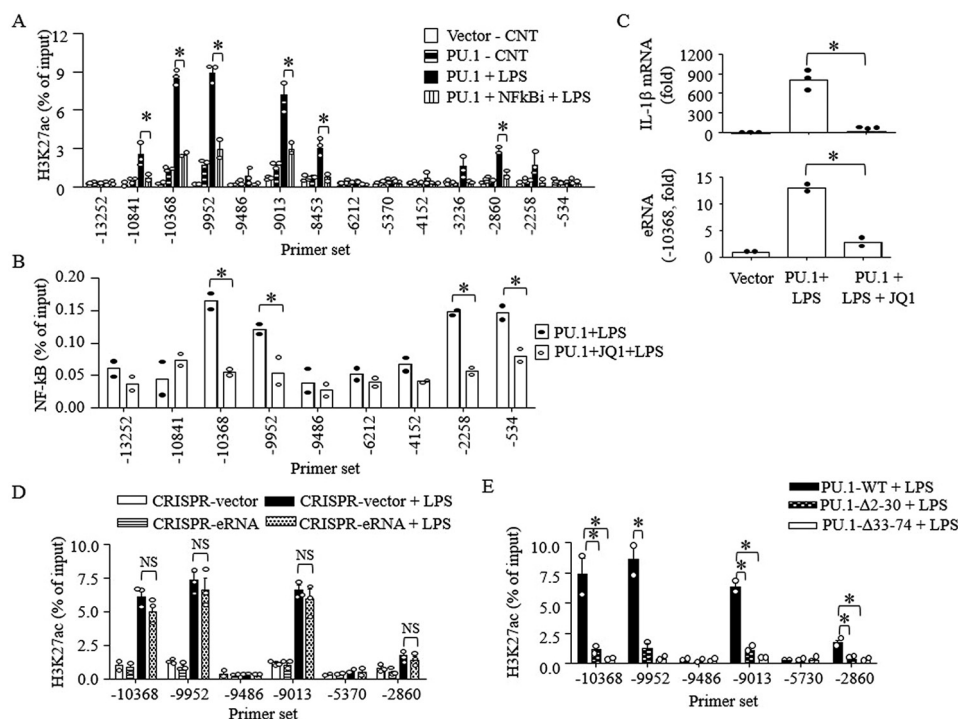 A
H3K27ac (% of input)
12
9
6
3
0
Vector - CNT
PU.1 - CNT
PU.1 + LPS
PU.1 + NFkBi + LPS
* * * * * *
-13252 -10841 -10368 -9952 -9486 -9013 -8453 -6212 -5370 -4152 -3236 -2860 -2258 -534
Primer set
B
NF-kB (% of input)
0.20
0.15
0.10
0.05
0.00
* * * *
PU.1+LPS
PU.1+JQ1+LPS
-13252 -10841 -10368 -9952 -9486 -6212 -4152 -2258 -534
Primer set
C
IL-1β mRNA
(fold)
1200
900
600
300
0
*
eRNA
(-10368, fold)
15
10
5
0
*
Vector PU.1+ PU.1 +
LPS LPS + JQ1
D
CRISPR-vector CRISPR-vector + LPS
CRISPR-eRNA CRISPR-eRNA + LPS
H3K27ac (% of input)
10.0
7.5
5.0
2.5
0
NS NS NS NS
-10368 -9952 -9486 -9013 -5370 -2860
Primer set
E
PU.1-WT + LPS
PU.1-Δ2-30 + LPS
PU.1-Δ33-74 + LPS
H3K27ac (% of input)
10.0
7.5
5.0
2.5
0
* * * * * * *
-10368 -9952 -9486 -9013 -5730 -2860
Primer set